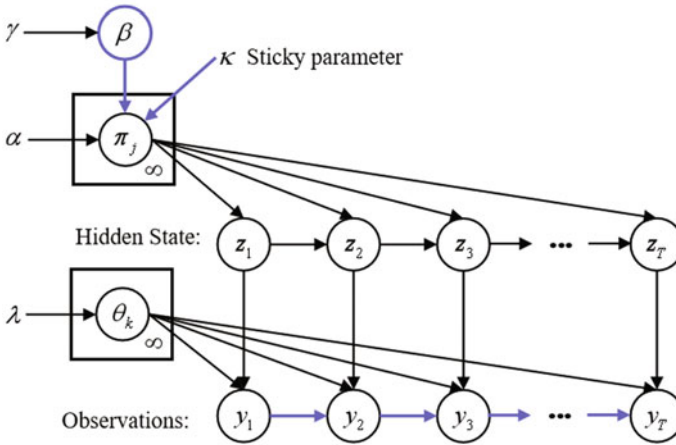 γ β
κ Sticky parameter
α π_j
∞
Hidden State: z_1 z_2 z_3 ••• z_T
λ θ_k
∞
Observations: y_1 y_2 y_3 ••• y_T